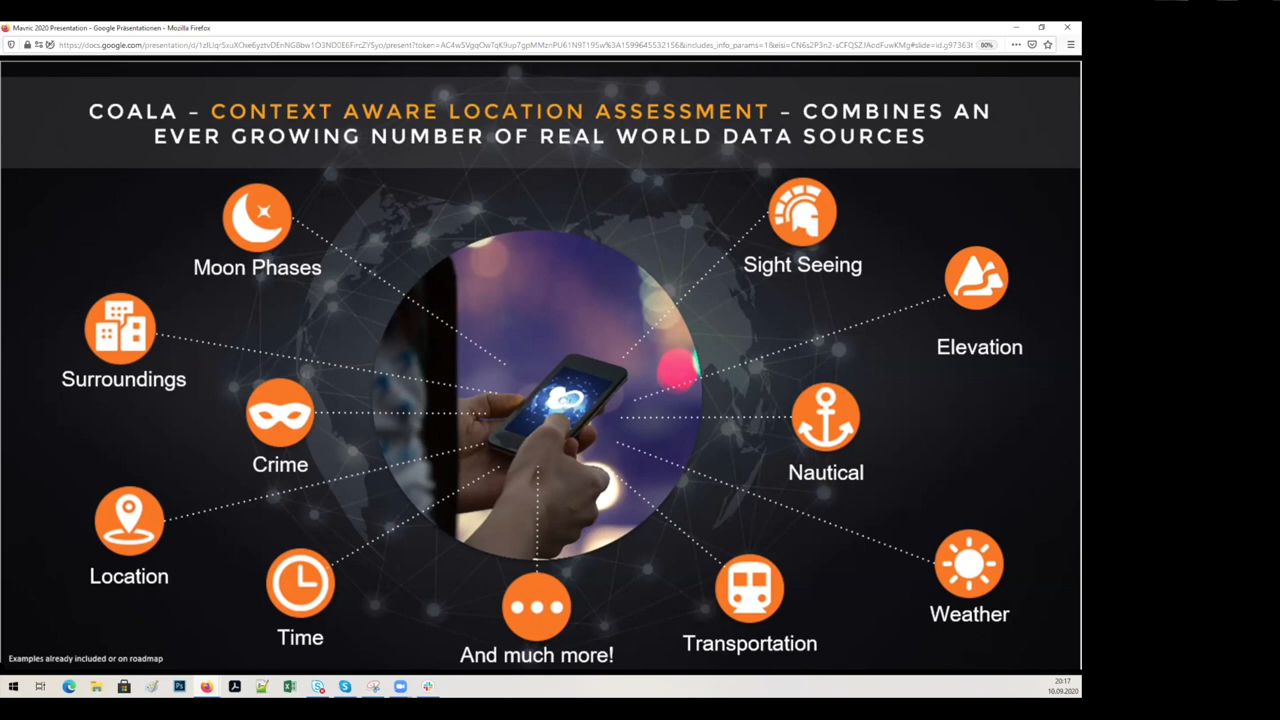 Mavric 2020 Presentation - Google Präsentationen - Mozilla Firefox
80%
COALA – CONTEXT AWARE LOCATION ASSESSMENT – COMBINES AN
EVER GROWING NUMBER OF REAL WORLD DATA SOURCES
Moon Phases
Sight Seeing
Elevation
Surroundings
Crime
Nautical
Location
Time
And much more!
Transportation
Weather
Examples already included or on roadmap
20:17
10.09.2020